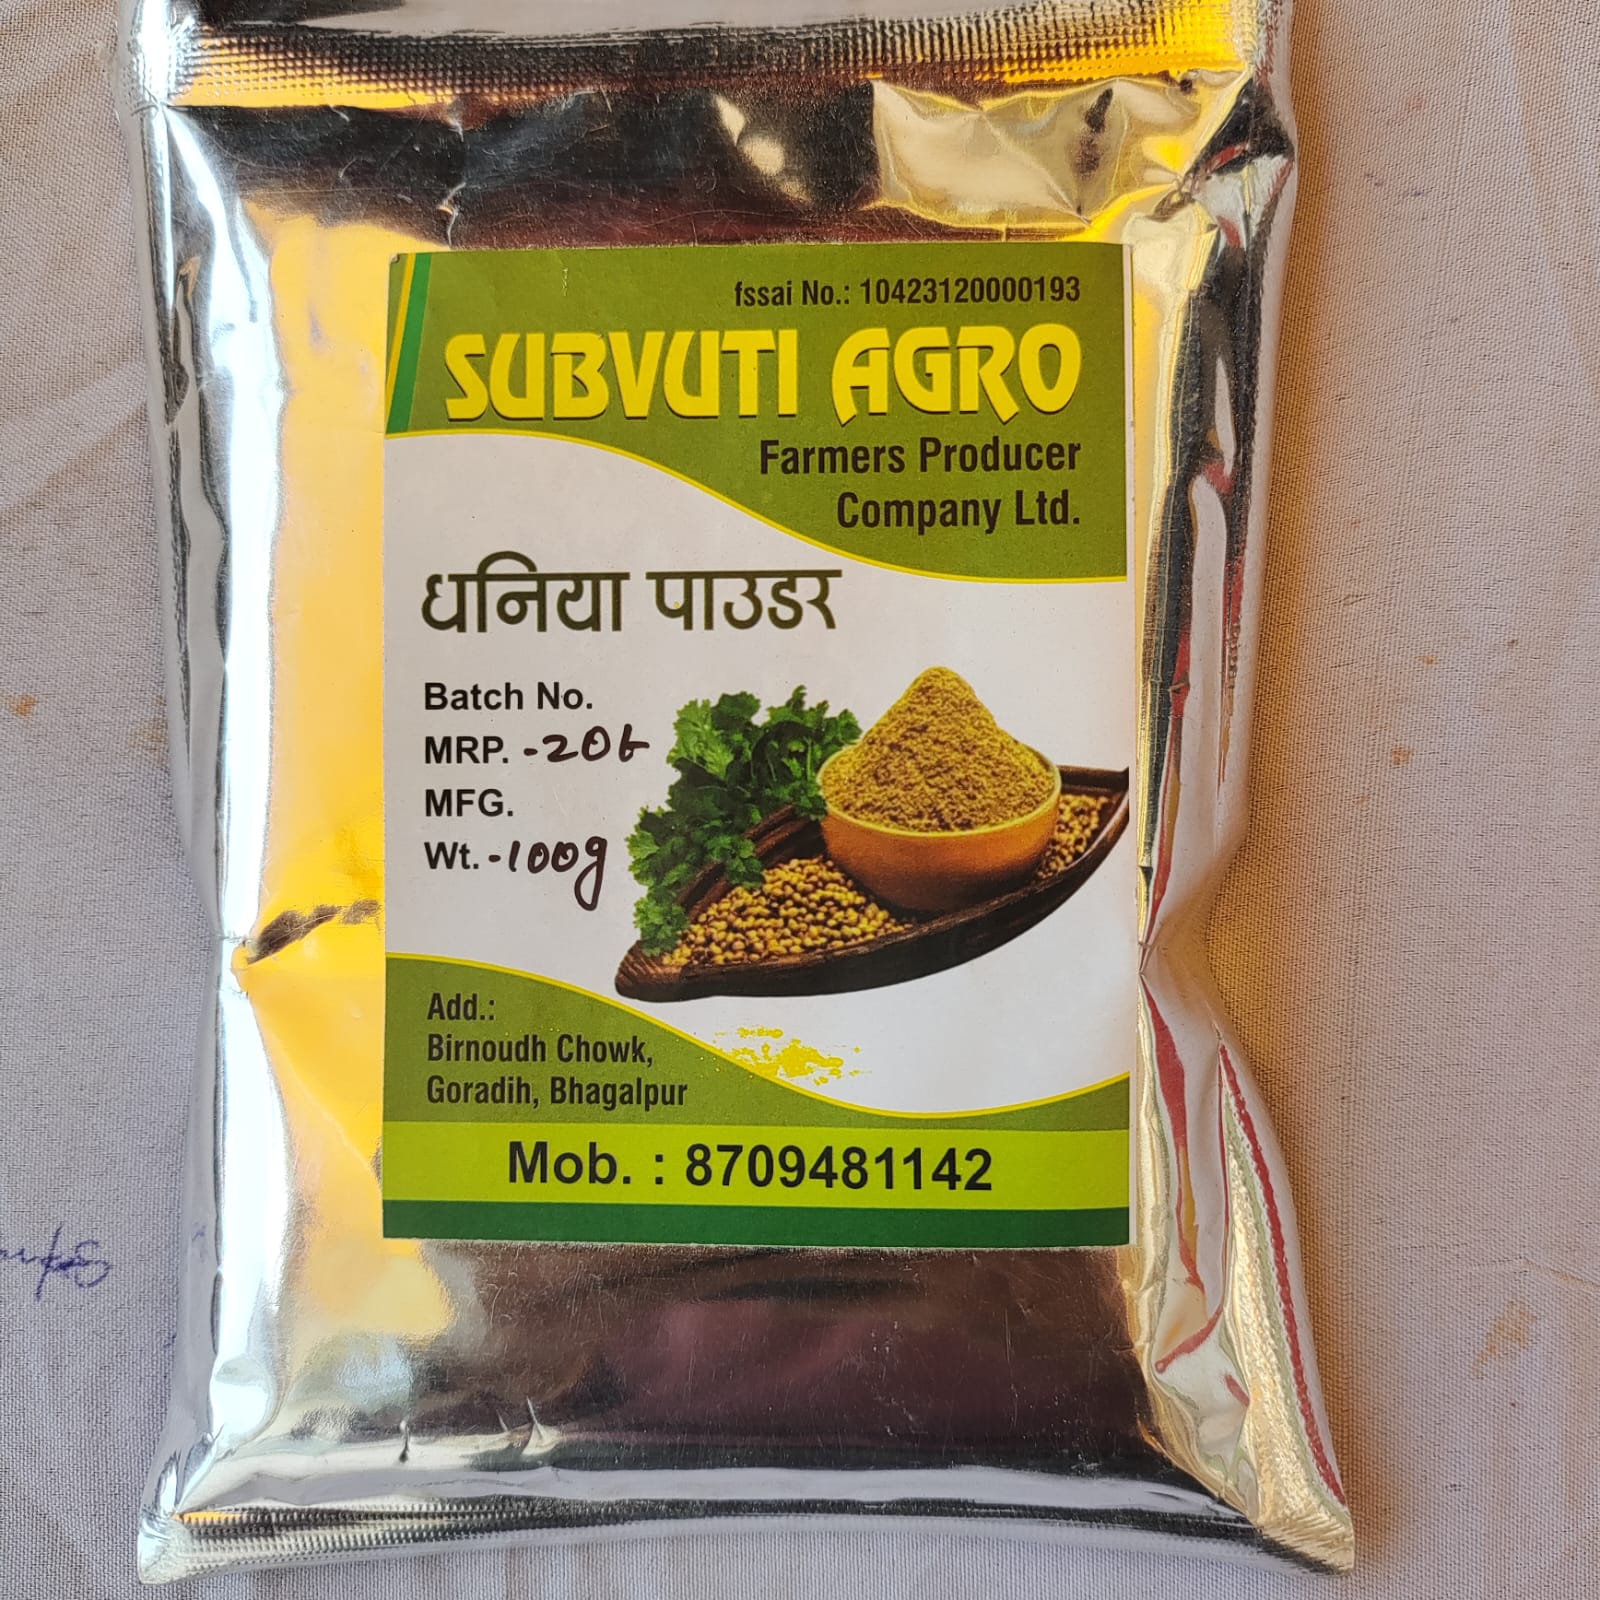 fssai No.: 10423120000193
SUBVUTI AGRO
Farmers Producer
Company Ltd.
धनिया पाउडर
Batch No.
MRP. -20
MFG.
Wt. -100g
Add.:
Birnoudh Chowk,
Goradih, Bhagalpur
Mob. : 8709481142